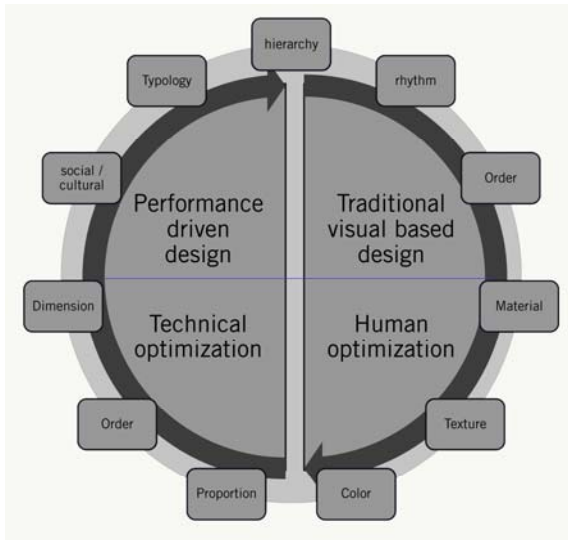 hierarchy
Typology
rhythm
social /
cultural
Order
Performance
driven
design
Traditional
visual based
design
Dimension
Material
Technical
optimization
Human
optimization
Order
Texture
Proportion
Color